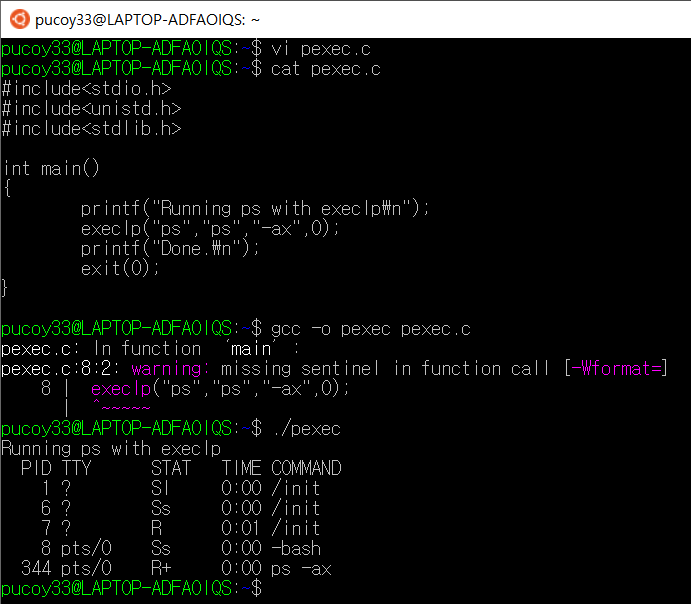 pucoy33@LAPTOP-ADFAOIQS: ~
pucoy33@LAPTOP-ADFAOIQS:~$ vi pexec.c
pucoy33@LAPTOP-ADFAOIQS:~$ cat pexec.c
#include<stdio.h>
#include<unistd.h>
#include<stdlib.h>
int main()
{
printf("Running ps with execlp₩n");
execlp("ps","ps","-ax",0);
printf("Done.₩n");
exit(0);
}
pucoy33@LAPTOP-ADFAOIQS:~$ gcc -o pexec pexec.c
pexec.c: In function ‘main’:
pexec.c:8:2: warning: missing sentinel in function call [-Wformat=]
8 | execlp("ps","ps","-ax",0);
| ^~~~~~
pucoy33@LAPTOP-ADFAOIQS:~$ ./pexec
Running ps with execlp
PID TTY STAT TIME COMMAND
1 ? Sl 0:00 /init
6 ? Ss 0:00 /init
7 ? R 0:01 /init
8 pts/0 Ss 0:00 -bash
344 pts/0 R+ 0:00 ps -ax
pucoy33@LAPTOP-ADFAOIQS:~$